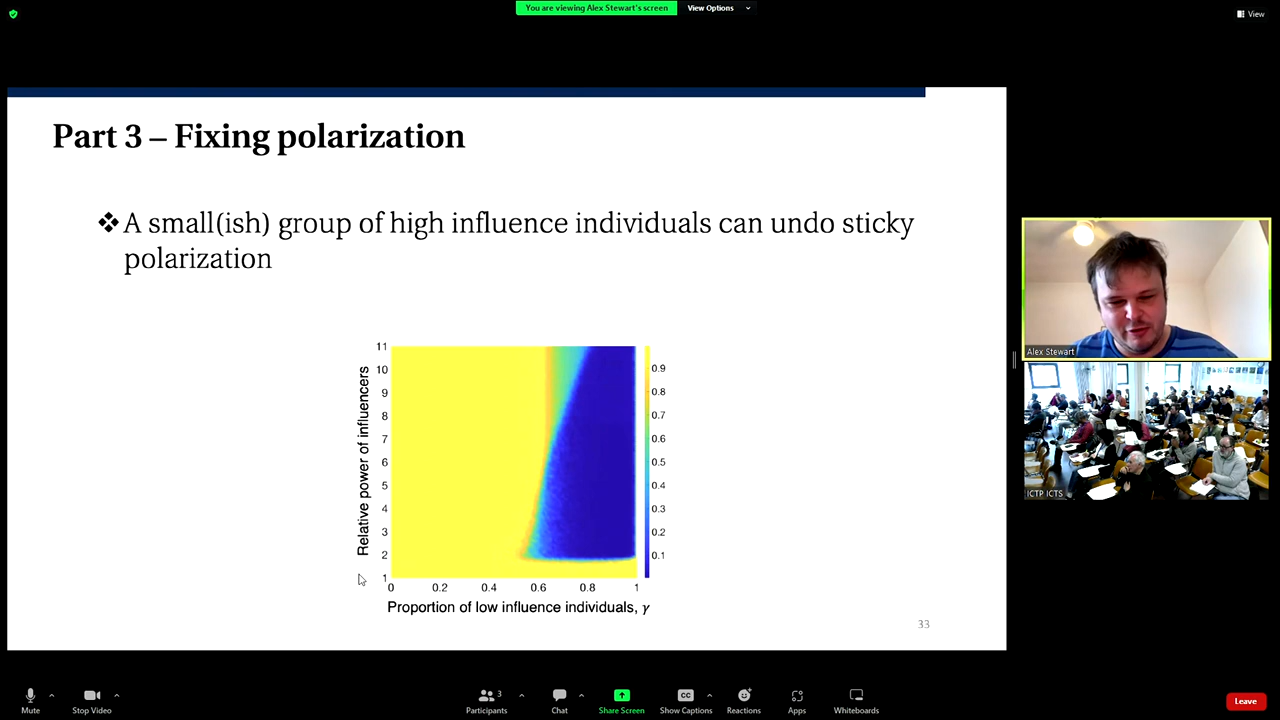 You are viewing Alex Stewart's screen
View Options
View
Part 3 – Fixing polarization
❖ A small(ish) group of high influence individuals can undo sticky
polarization
Relative power of influencers
11
10
9
8
7
6
5
4
3
2
1
0 0.2 0.4 0.6 0.8 1
Proportion of low influence individuals, γ
0.9
0.8
0.7
0.6
0.5
0.4
0.3
0.2
0.1
33
Alex Stewart
ICTP ICTS
Mute
Stop Video
Participants
3
Chat
Share Screen
CC
Show Captions
Reactions
Apps
Whiteboards
Leave